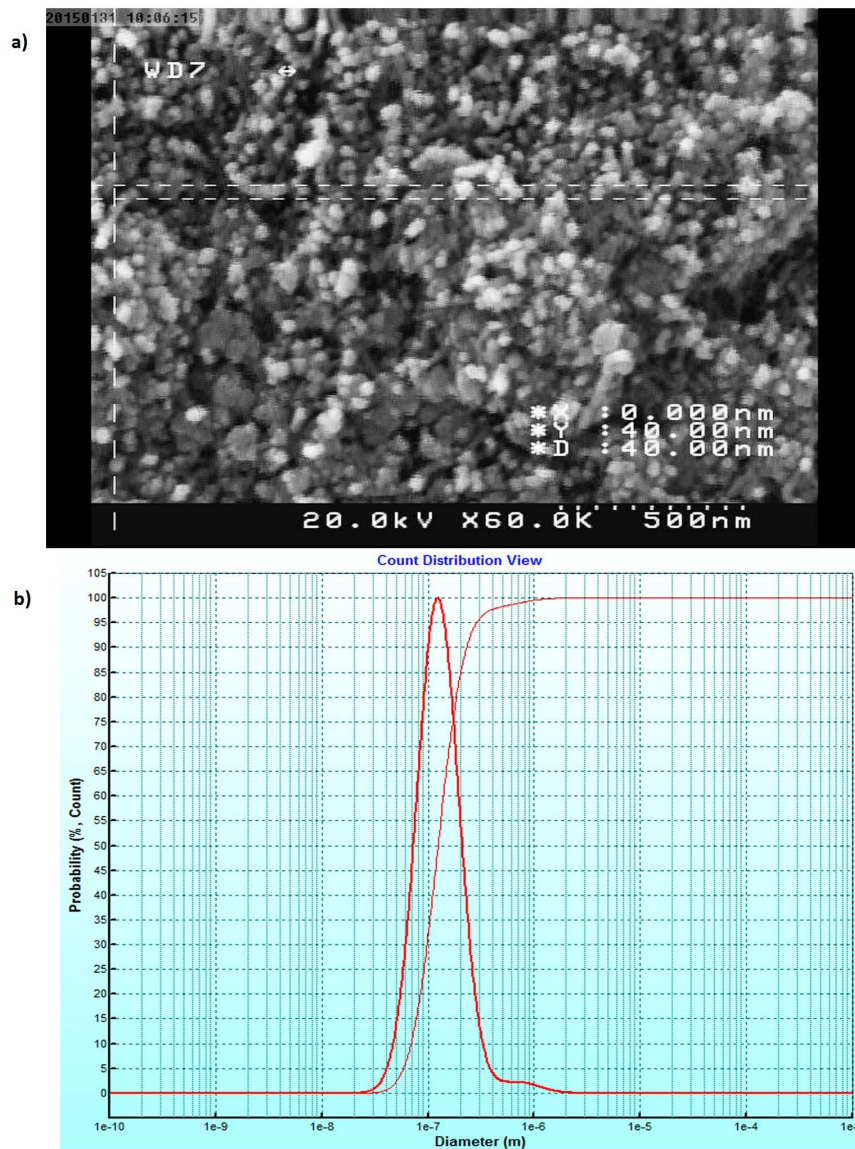 20150131 10:06:15
a)
WD7
*X :0.000nm
*Y :40.00nm
*D :40.00nm
20.0kV X60.0K 500nm
Count Distribution View
b)
105
100
95
90
85
80
75
70
65
60
55
50
45
40
35
30
25
20
15
10
5
0
Probability (% , Count)
1e-10 1e-9 1e-8 1e-7 1e-6 1e-5 1e-4
Diameter (m)